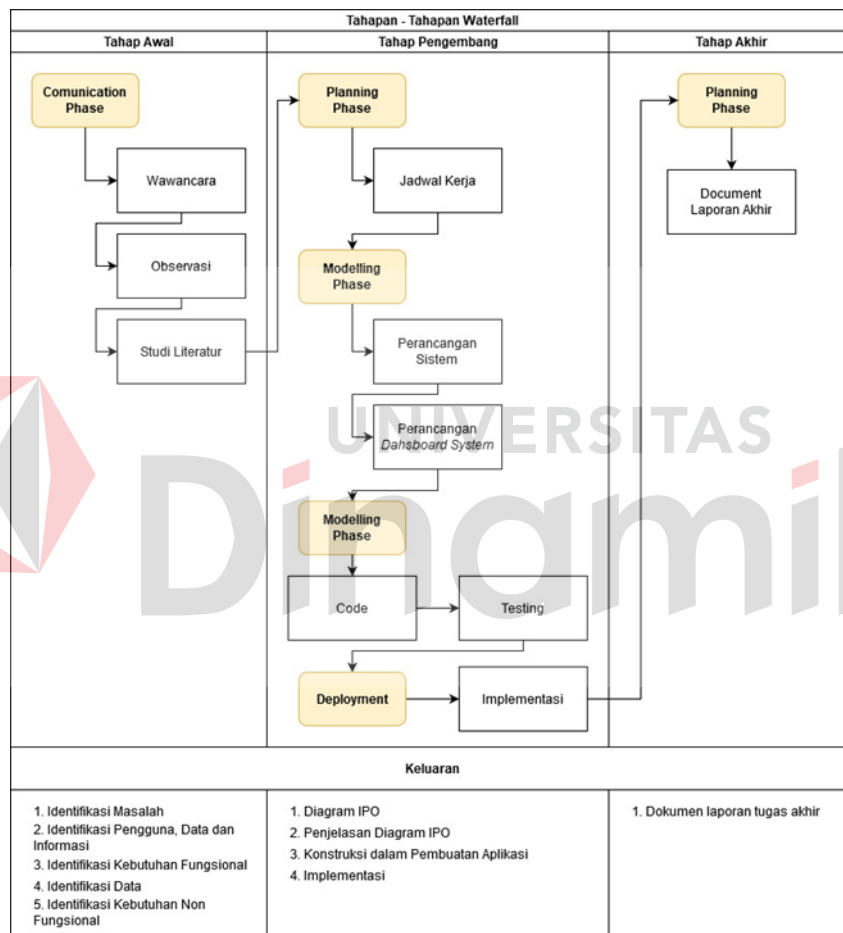 Tahapan - Tahapan Waterfall
Tahap Awal
Tahap Pengembang
Tahap Akhir
Comunication
Phase
Wawancara
Observasi
Studi Literatur
Planning
Phase
Jadwal Kerja
Modelling
Phase
Perancangan
Sistem
Perancangan
Dahsboard System
Modelling
Phase
Code
Testing
Deployment
Implementasi
Planning
Phase
Document
Laporan Akhir
UNIVERSITAS
Dinamik
Keluaran
1. Identifikasi Masalah
2. Identifikasi Pengguna, Data dan
Informasi
3. Identifikasi Kebutuhan Fungsional
4. Identifikasi Data
5. Identifikasi Kebutuhan Non
Fungsional
1. Diagram IPO
2. Penjelasan Diagram IPO
3. Konstruksi dalam Pembuatan Aplikasi
4. Implementasi
1. Dokumen laporan tugas akhir